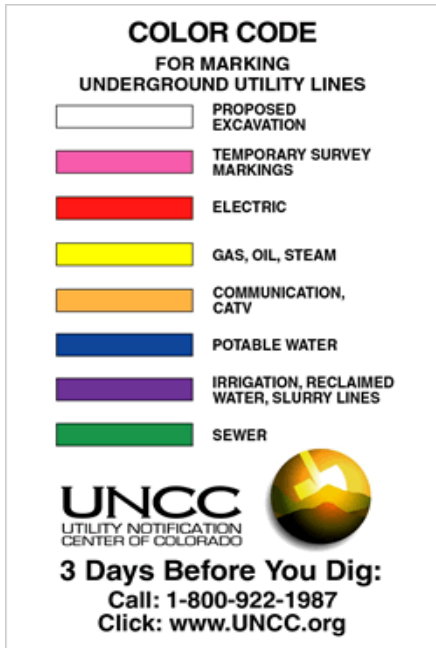 COLOR CODE
FOR MARKING
UNDERGROUND UTILITY LINES
PROPOSED
EXCAVATION
TEMPORARY SURVEY
MARKINGS
ELECTRIC
GAS, OIL, STEAM
COMMUNICATION,
CATV
POTABLE WATER
IRRIGATION, RECLAIMED
WATER, SLURRY LINES
SEWER
UNCC
UTILITY NOTIFICATION
CENTER OF COLORADO
3 Days Before You Dig:
Call: 1-800-922-1987
Click: www.UNCC.org